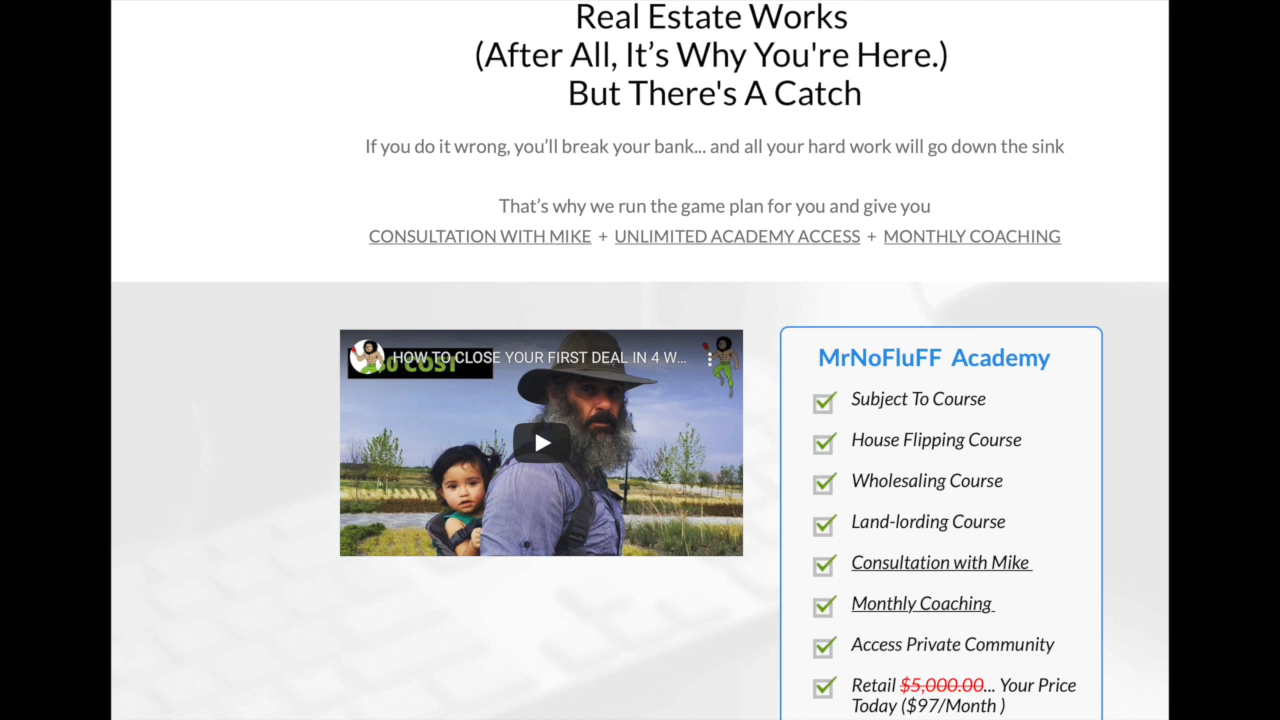 Real Estate Works
(After All, It’s Why You're Here.)
But There's A Catch
If you do it wrong, you’ll break your bank... and all your hard work will go down the sink
That’s why we run the game plan for you and give you
CONSULTATION WITH MIKE + UNLIMITED ACADEMY ACCESS + MONTHLY COACHING
HOW TO CLOSE YOUR FIRST DEAL IN 4 W...
COST
MrNoFluFF Academy
Subject To Course
House Flipping Course
Wholesaling Course
Land-lording Course
Consultation with Mike
Monthly Coaching
Access Private Community
Retail $5,000.00... Your Price
Today ($97/Month )